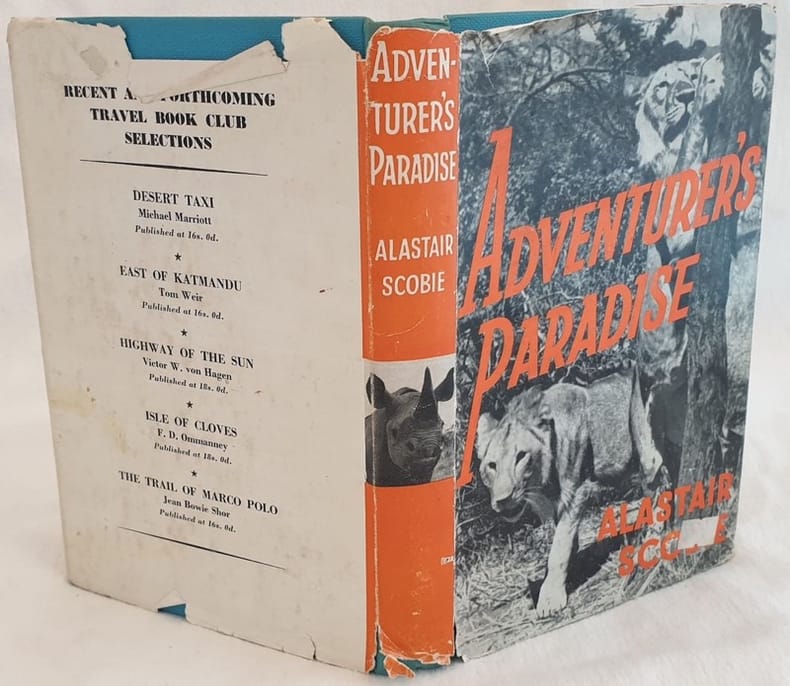 RECENT FORTHCOMING
TRAVEL BOOK CLUB
SELECTIONS
DESERT TAXI
Michael Marriott
Published at 16s. 0d.
★
EAST OF KATMANDU
Tom Weir
Published at 16s. 0d.
★
HIGHWAY OF THE SUN
Victor W. von Hagen
Published at 18s. 0d.
★
ISLE OF CLOVES
F. D. Ommanney
Published at 18s. 0d.
★
THE TRAIL OF MARCO POLO
Jean Bowie Shor
Published at 16s. 0d.
ADVEN-
TURER'S
PARADISE
ALASTAIR
SCOBIE
ADVENTURER'S
PARADISE
ALASTAIR